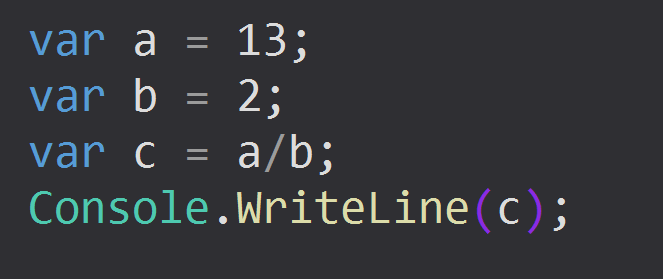 var a = 13;
var b = 2;
var c = a/b;
Console.WriteLine(c);